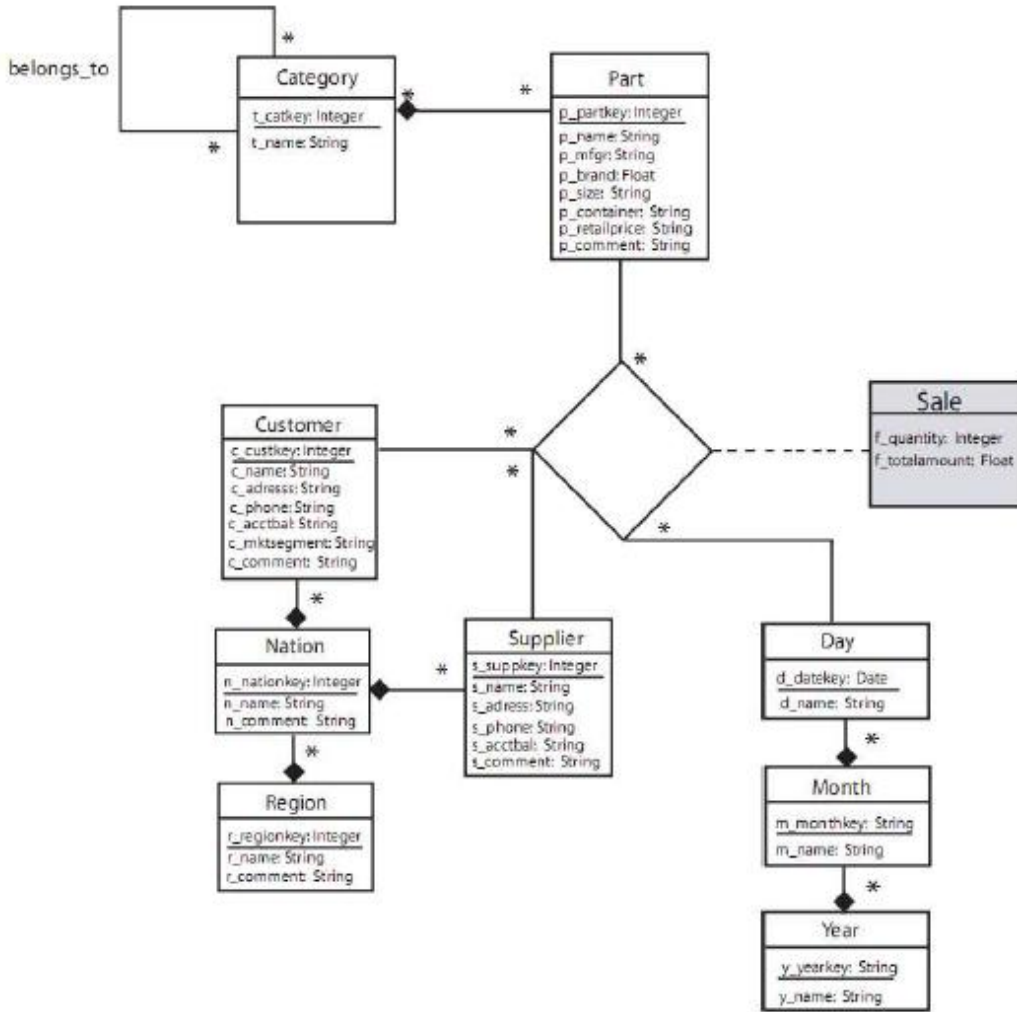 *
belongs_to
Category
*
*
Part
t_catkey: Integer
t_name: String
*
p_partkey: Integer
p_name: String
p_mfgr: String
p_brand: Float
p_size: String
p_container: String
p_retailprice: String
p_comment: String
*
Sale
f_quantity: Integer
f_totalamount: Float
Customer
c_custkey: Integer
c_name: String
c_adresss: String
c_phone: String
c_acctbal: String
c_mktsegment: String
c_comment: String
*
*
*
*
Nation
n_nationkey: Integer
n_name: String
n_comment: String
*
Supplier
s_suppkey: Integer
s_name: String
s_adress: String
s_phone: String
s_acctbal: String
s_comment: String
Day
d_datekey: Date
d_name: String
*
Region
r_regionkey: Integer
r_name: String
r_comment: String
*
Month
m_monthkey: String
m_name: String
*
Year
y_yearkey: String
y_name: String